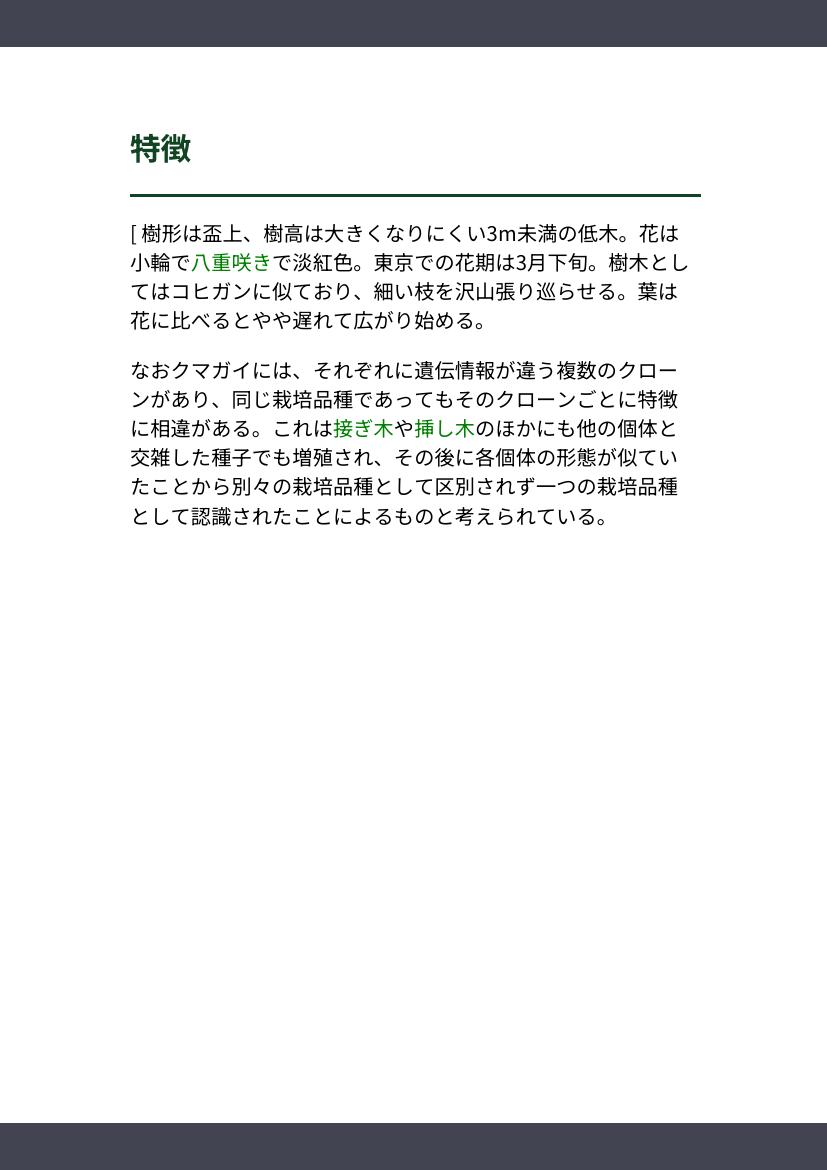 特徴
[ 樹形は盃上、樹高は大きくなりにくい3m未満の低木。花は
小輪で八重咲きで淡紅色。東京での花期は3月下旬。樹木とし
てはコヒガンに似ており、細い枝を沢山張り巡らせる。葉は
花に比べるとやや遅れて広がり始める。
なおクマガイには、それぞれに遺伝情報が違う複数のクロー
ンがあり、同じ栽培品種であってもそのクローンごとに特徴
に相違がある。これは接ぎ木や挿し木のほかにも他の個体と
交雑した種子でも増殖され、その後に各個体の形態が似てい
たことから別々の栽培品種として区別されず一つの栽培品種
として認識されたことによるものと考えられている。